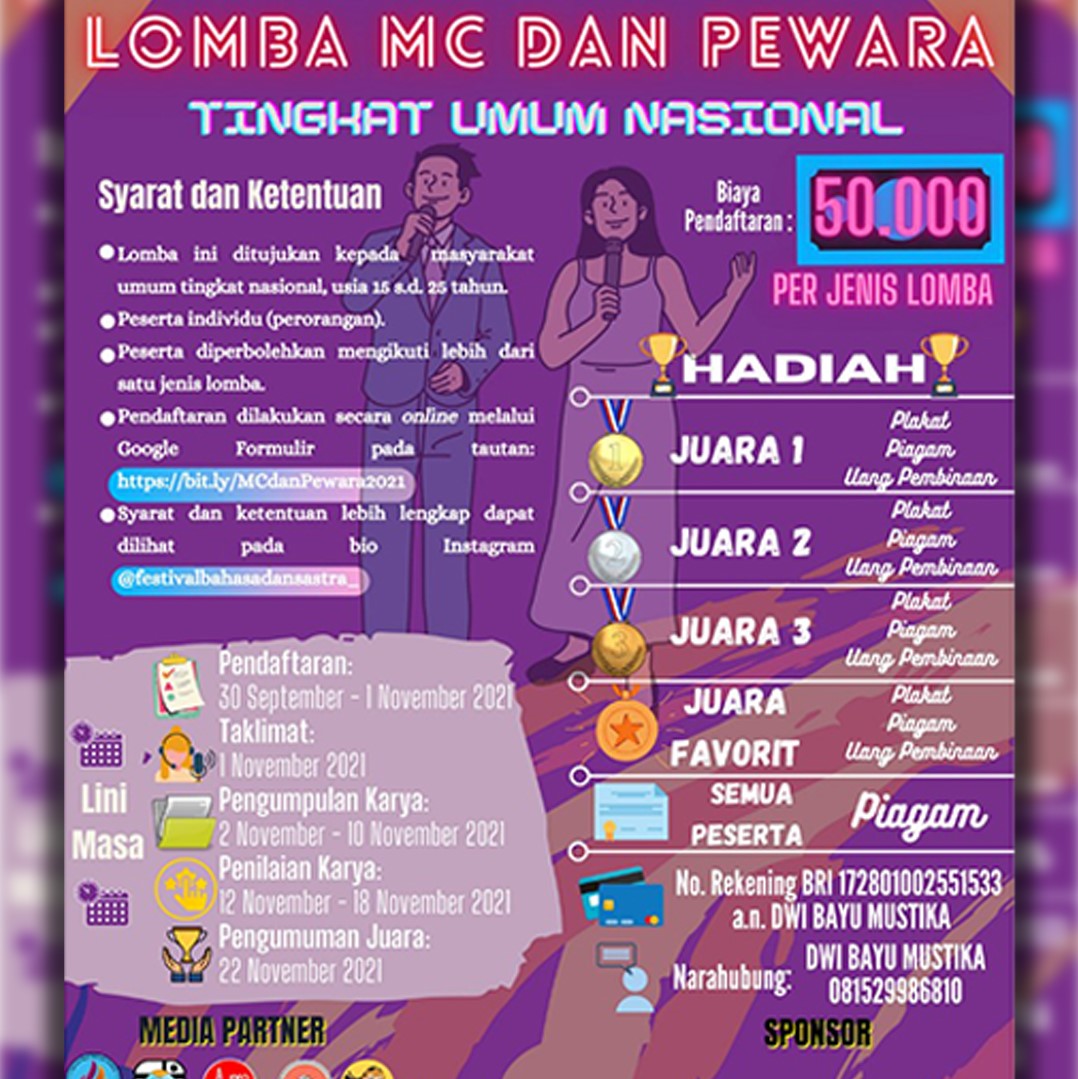 LOMBA MC DAN PEWARA
TINGKAT UMUM NASIONAL
Syarat dan Ketentuan
Lomba ini ditujukan kepada masyarakat
umum tingkat nasional, usia 15 s.d. 25 tahun.
Peserta individu (perorangan).
Peserta diperbolehkan mengikuti lebih dari
satu jenis lomba.
Pendaftaran dilakukan secara online melalui
Google Formulir pada tautan:
https://bit.ly/MCdanPewara2021
Syarat dan ketentuan lebih lengkap dapat
dilihat pada bio Instagram
@festivalbahasadansastra_
Biaya
Pendaftaran :
50.000
PER JENIS LOMBA
HADIAH
1
JUARA 1
Plakat
Piagam
Uang Pembinaan
2
JUARA 2
Plakat
Piagam
Uang Pembinaan
3
JUARA 3
Plakat
Piagam
Uang Pembinaan
JUARA
FAVORIT
Plakat
Piagam
Uang Pembinaan
SEMUA
PESERTA
Piagam
Lini
Masa
Pendaftaran:
30 September - 1 November 2021
Taklimat:
1 November 2021
Pengumpulan Karya:
2 November - 10 November 2021
Penilaian Karya:
12 November - 18 November 2021
Pengumuman Juara:
22 November 2021
No. Rekening BRI 172801002551533
a.n. DWI BAYU MUSTIKA
Narahubung:
DWI BAYU MUSTIKA
081529986810
MEDIA PARTNER
SPONSOR